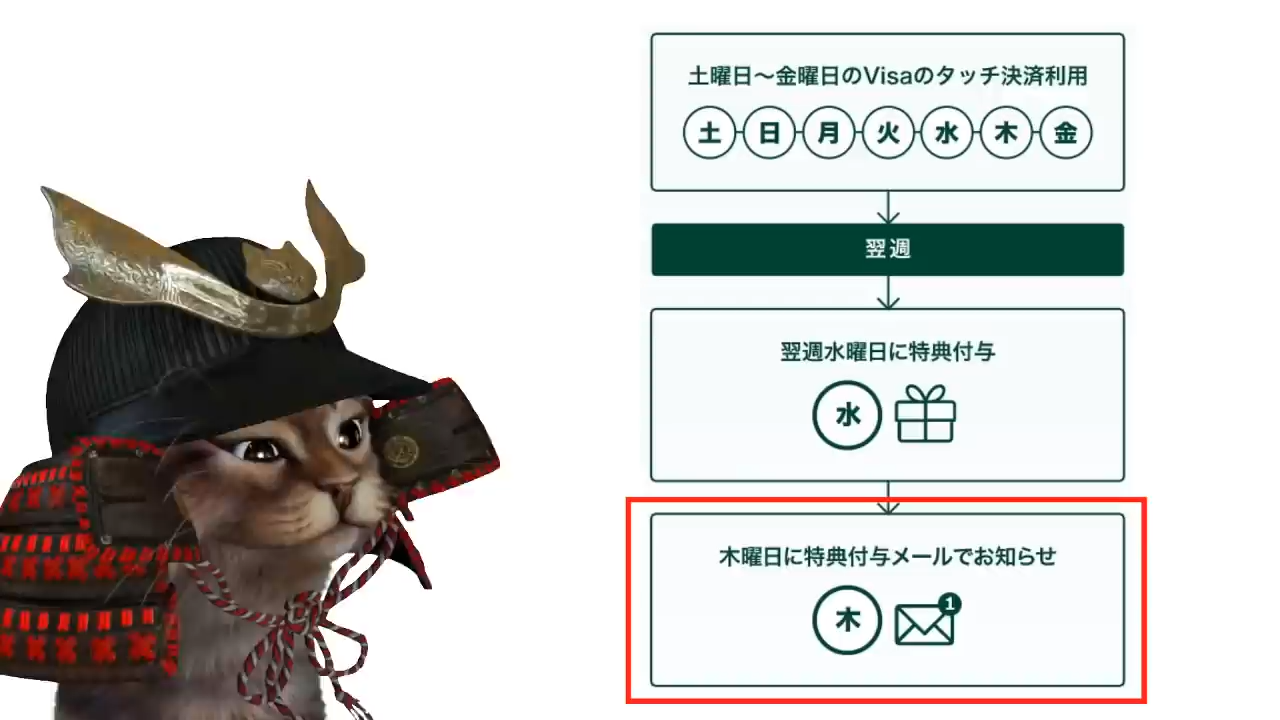 土曜日〜金曜日のVisaのタッチ決済利用
土 日 月 火 水 木 金
翌週
翌週水曜日に特典付与
水
木曜日に特典付与メールでお知らせ
木
1